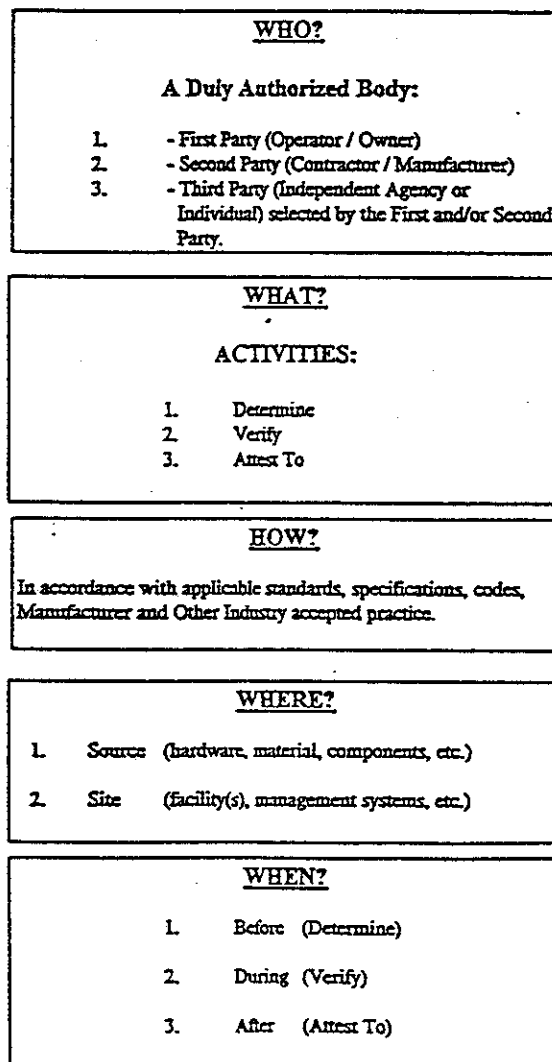 WHO?
A Duly Authorized Body:
1. - First Party (Operator / Owner)
2. - Second Party (Contractor / Manufacturer)
3. - Third Party (Independent Agency or
Individual) selected by the First and/or Second
Party.
WHAT?
ACTIVITIES:
1. Determine
2. Verify
3. Attest To
HOW?
In accordance with applicable standards, specifications, codes,
Manufacturer and Other Industry accepted practice.
WHERE?
1. Source (hardware, material, components, etc.)
2. Site (facility(s), management systems, etc.)
WHEN?
1. Before (Determine)
2. During (Verify)
3. After (Attest To)